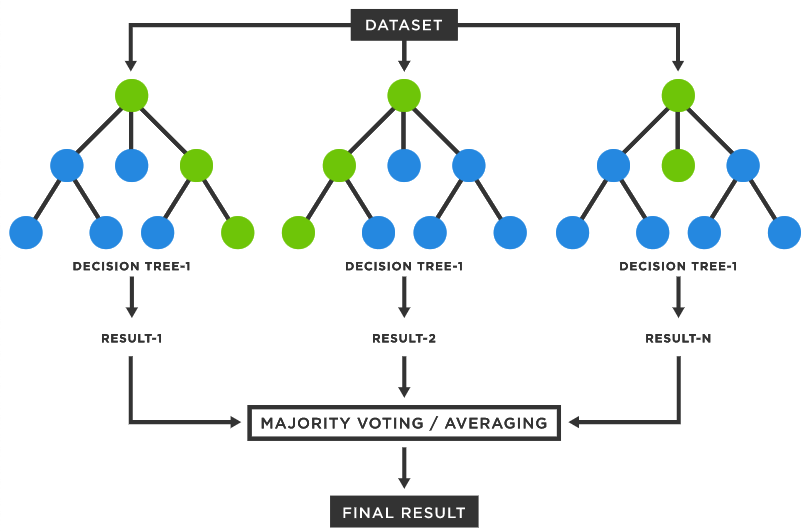 DATASET
DECISION TREE-1
DECISION TREE-1
DECISION TREE-1
RESULT-1
RESULT-2
RESULT-N
MAJORITY VOTING / AVERAGING
FINAL RESULT